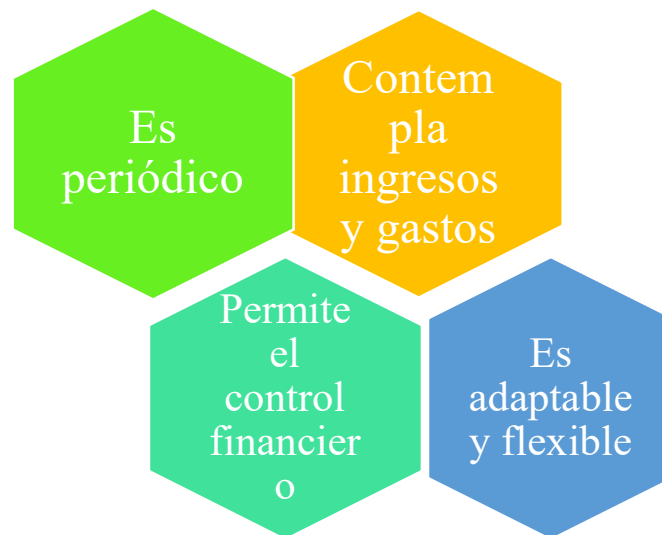 Es
periódico
Contem
pla
ingresos
y gastos
Permite
el
control
financier
o
Es
adaptable
y flexible